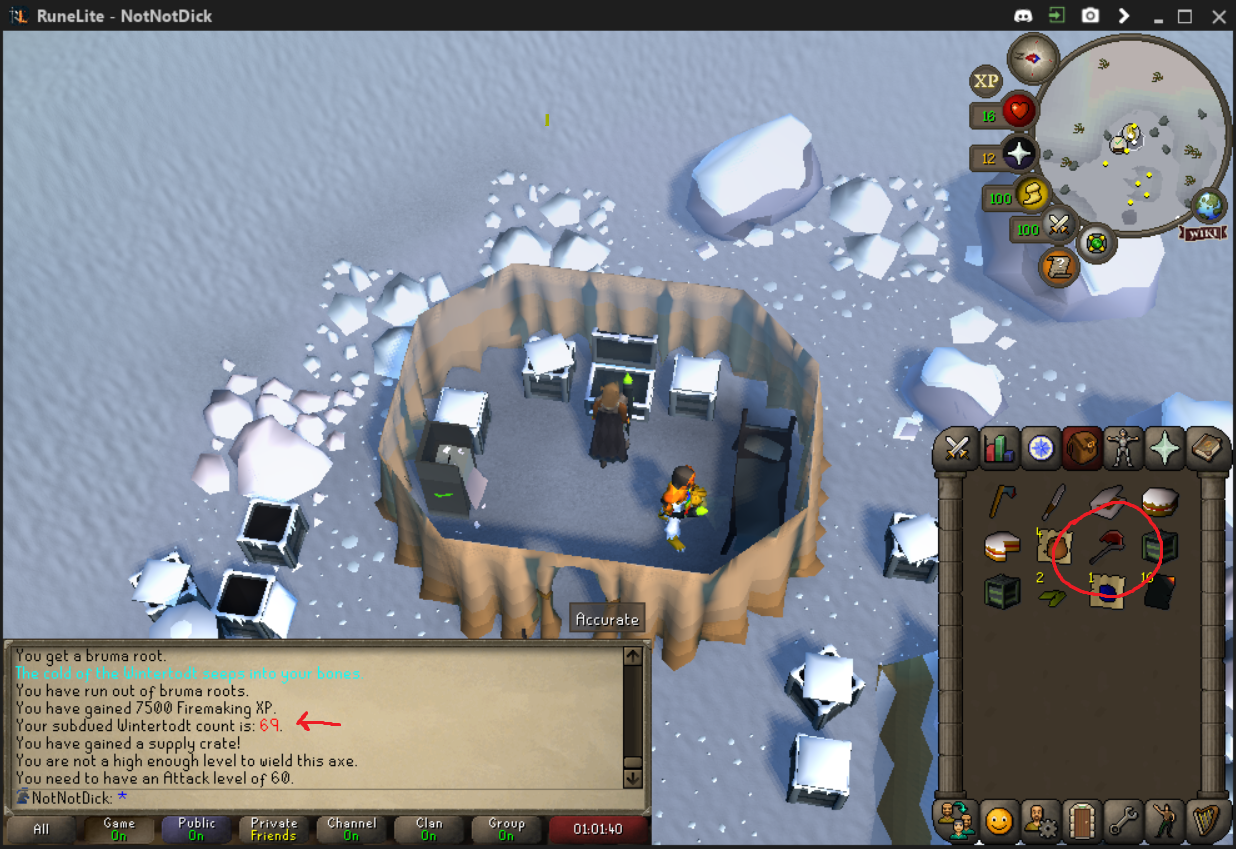 RuneLite - NotNotDick
XP
16
12
100
100
WIKI
4
2
1
16
Accurate
You get a bruma root.
The cold of the Wintertodt seeps into your bones.
You have run out of bruma roots.
You have gained 7500 Firemaking XP.
Your subdued Wintertodt count is: 69.
You have gained a supply crate!
You are not a high enough level to wield this axe.
You need to have an Attack level of 60.
NotNotDick: *
All
Game
On
Public
On
Private
Friends
Channel
On
Clan
On
Group
On
01:01:40